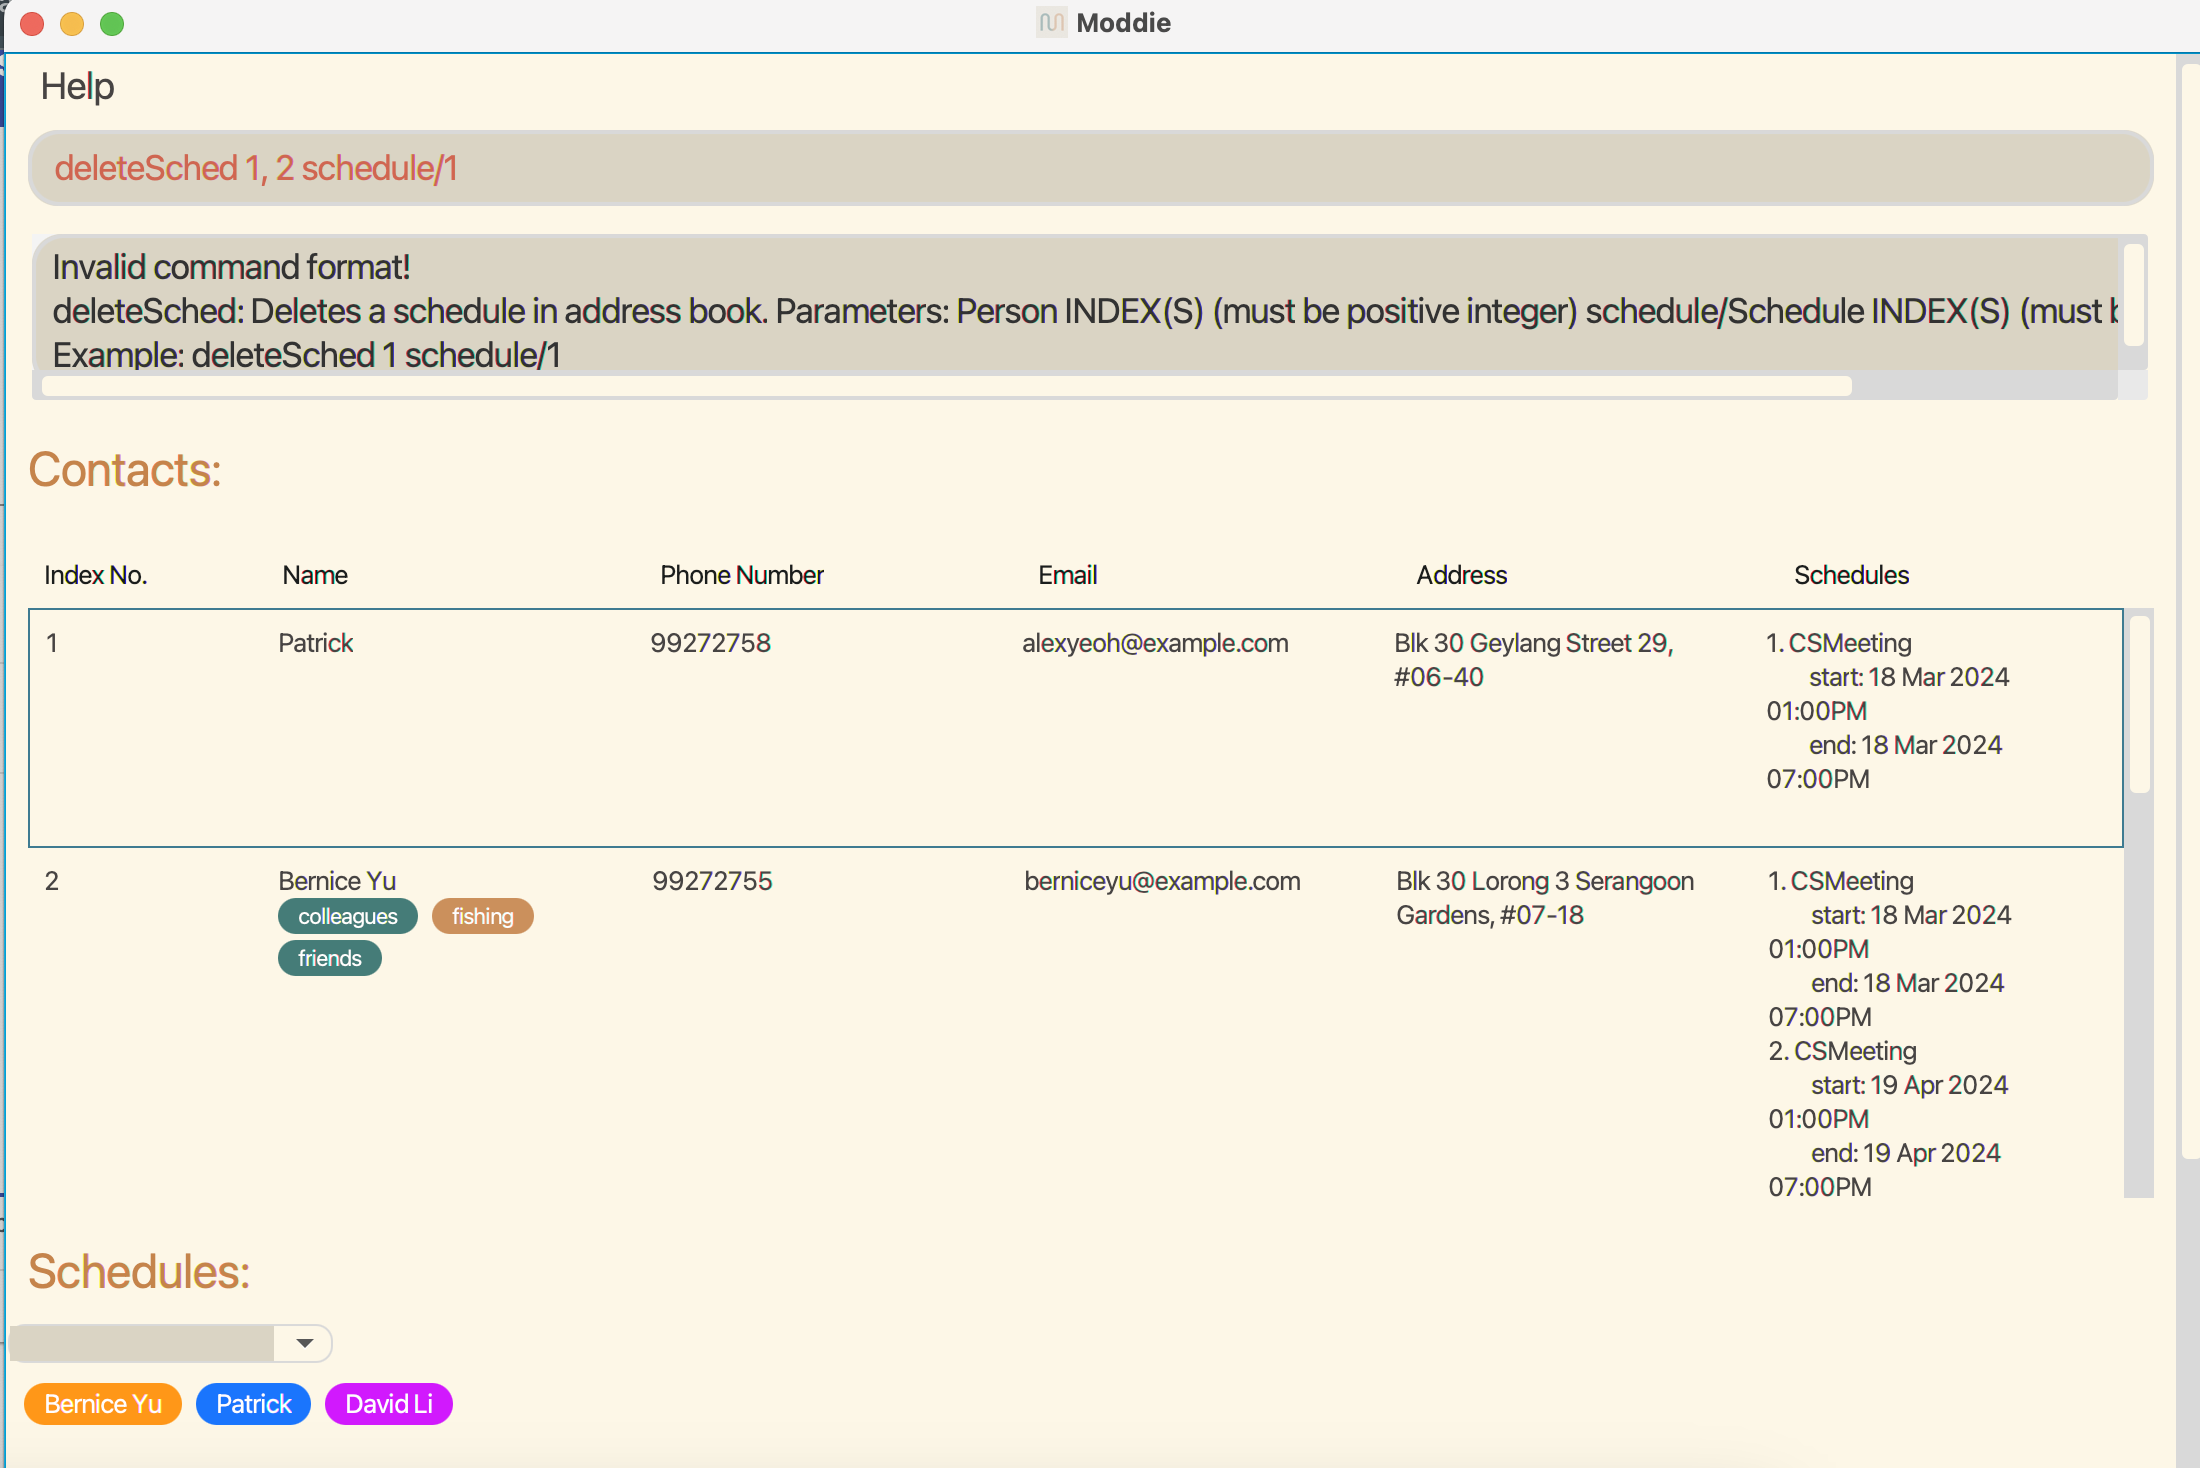 Moddie
Help
deleteSched 1, 2 schedule/1
Invalid command format!
deleteSched: Deletes a schedule in address book. Parameters: Person INDEX(S) (must be positive integer) schedule/Schedule INDEX(S) (must
Example: deleteSched 1 schedule/1
Contacts:
Index No. Name Phone Number Email Address Schedules
1 Patrick 99272758 alexyeoh@example.com Blk 30 Geylang Street 29, 1. CSMeeting
#06-40 start: 18 Mar 2024
01:00PM
end: 18 Mar 2024
07:00PM
2 Bernice Yu 99272755 berniceyu@example.com Blk 30 Lorong 3 Serangoon 1. CSMeeting
colleagues fishing Gardens, #07-18 start: 18 Mar 2024
friends 01:00PM
end: 18 Mar 2024
07:00PM
2. CSMeeting
start: 19 Apr 2024
01:00PM
end: 19 Apr 2024
07:00PM
Schedules:
Bernice Yu Patrick David Li